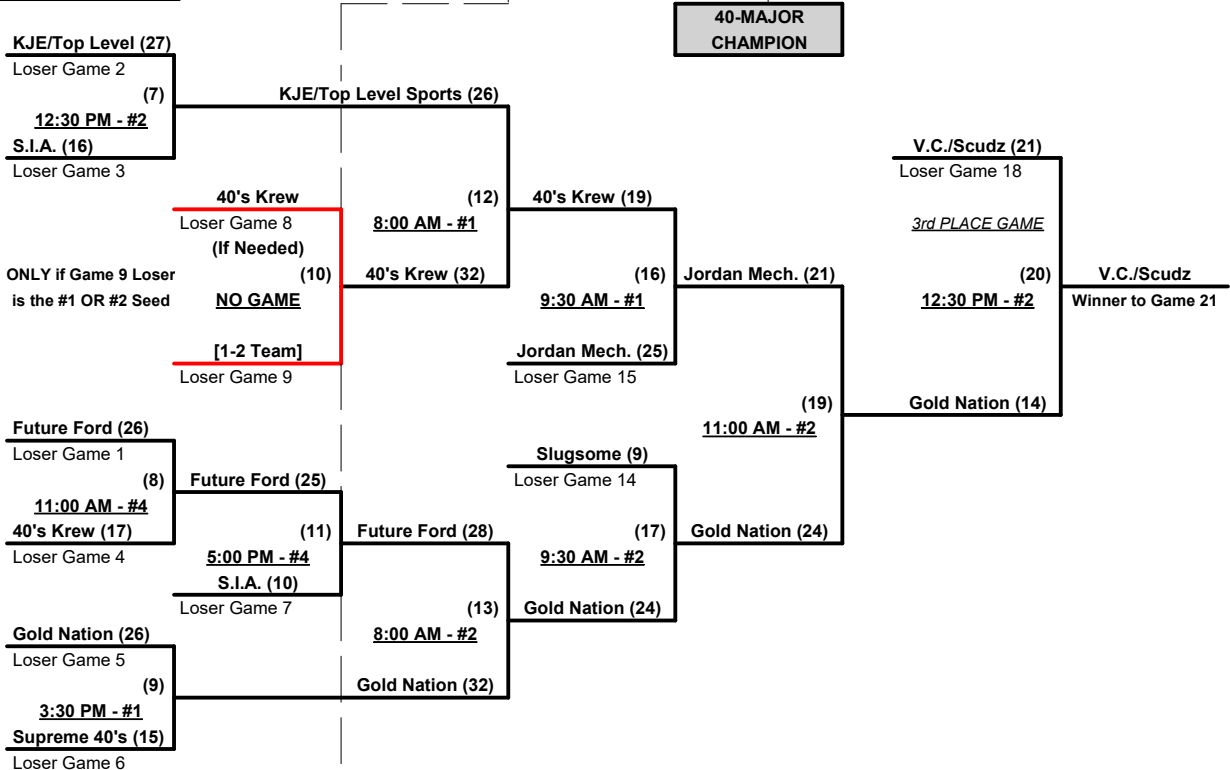 40-MAJOR
CHAMPION
KJE/Top Level (27)
Loser Game 2
(7)
12:30 PM - #2
S.I.A. (16)
Loser Game 3
KJE/Top Level Sports (26)
40's Krew
Loser Game 8
(If Needed)
ONLY if Game 9 Loser
is the #1 OR #2 Seed
(10)
NO GAME
[1-2 Team]
Loser Game 9
(12)
8:00 AM - #1
40's Krew (32)
40's Krew (19)
(16)
9:30 AM - #1
Jordan Mech. (25)
Loser Game 15
Jordan Mech. (21)
V.C./Scudz (21)
Loser Game 18
3rd PLACE GAME
(20)
12:30 PM - #2
V.C./Scudz
Winner to Game 21
(19)
11:00 AM - #2
Gold Nation (14)
Future Ford (26)
Loser Game 1
(8)
11:00 AM - #4
40's Krew (17)
Loser Game 4
Future Ford (25)
(11)
5:00 PM - #4
S.I.A. (10)
Loser Game 7
Future Ford (28)
Slugsome (9)
Loser Game 14
(17)
9:30 AM - #2
Gold Nation (24)
(13)
8:00 AM - #2
Gold Nation (24)
Gold Nation (26)
Loser Game 5
(9)
3:30 PM - #1
Supreme 40's (15)
Loser Game 6
Gold Nation (32)